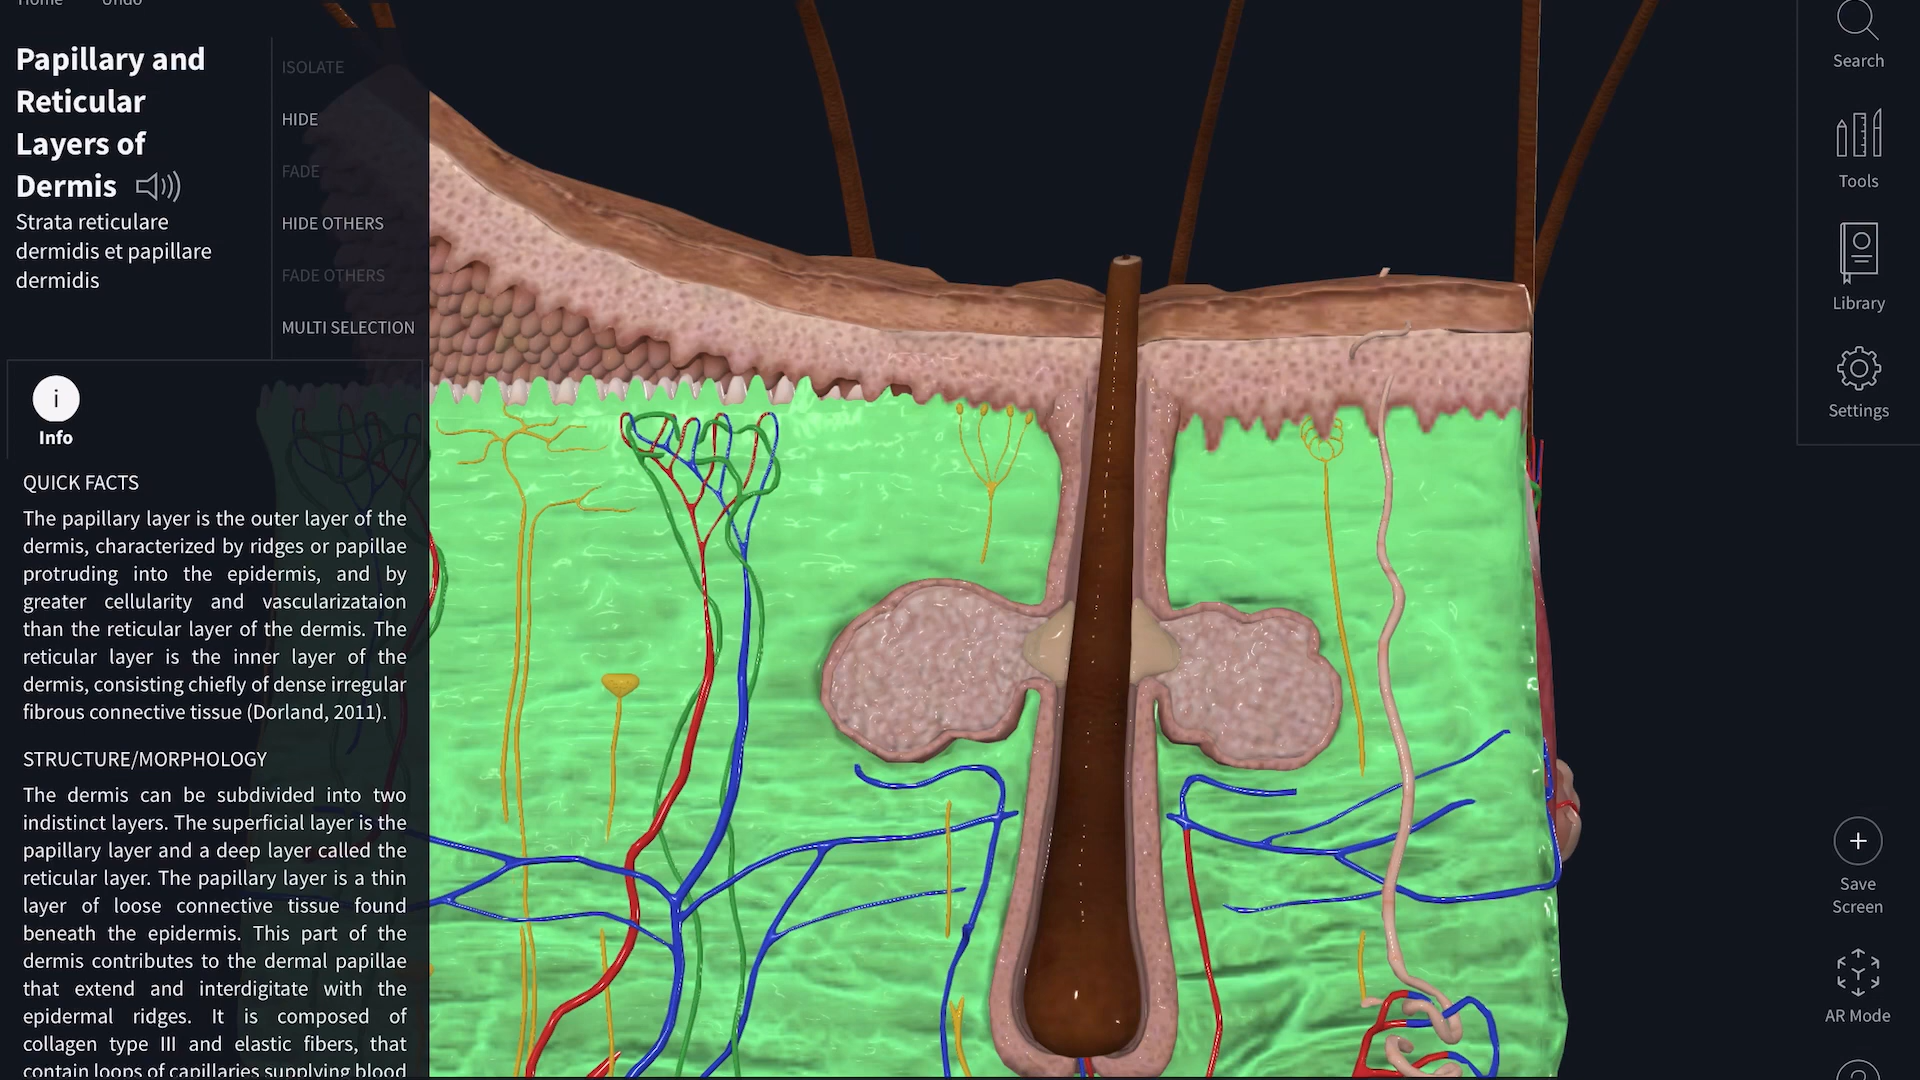 Home Undo
Papillary and
Reticular
Layers of
Dermis
Strata reticulare
dermidis et papillare
dermidis
ISOLATE
HIDE
FADE
HIDE OTHERS
FADE OTHERS
MULTI SELECTION
i
Info
QUICK FACTS
The papillary layer is the outer layer of the
dermis, characterized by ridges or papillae
protruding into the epidermis, and by
greater cellularity and vascularizataion
than the reticular layer of the dermis. The
reticular layer is the inner layer of the
dermis, consisting chiefly of dense irregular
fibrous connective tissue (Dorland, 2011).
STRUCTURE/MORPHOLOGY
The dermis can be subdivided into two
indistinct layers. The superficial layer is the
papillary layer and a deep layer called the
reticular layer. The papillary layer is a thin
layer of loose connective tissue found
beneath the epidermis. This part of the
dermis contributes to the dermal papillae
that extend and interdigitate with the
epidermal ridges. It is composed of
collagen type III and elastic fibers, that
contain loops of capillaries supplying blood
Search
Tools
Library
Settings
Save
Screen
AR Mode